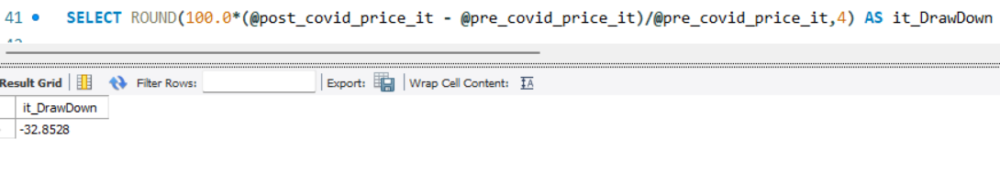 41 SELECT ROUND(100.0*(@post_covid_price_it - @pre_covid_price_it)/@pre_covid_price_it,4) AS it_DrawDown
Result Grid Filter Rows: Export: Wrap Cell Content:
it_DrawDown
-32.8528